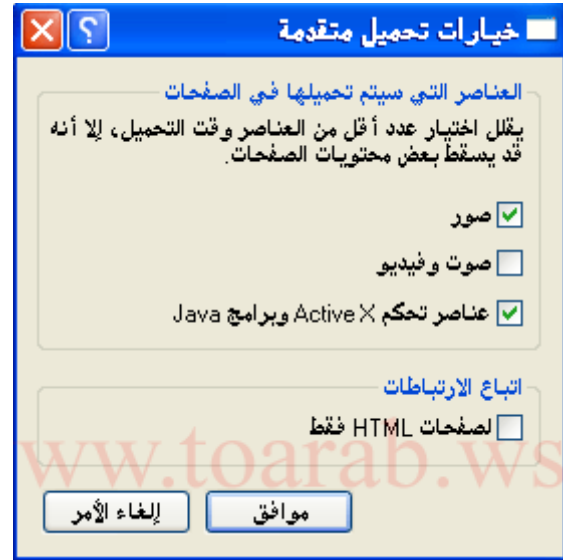 خيارات تحميل متقدمة
العناصر التي سيتم تحميلها في الصفحات
يقلل اختيار عدد أقل من العناصر وقت التحميل، إلا أنه
قد يسقط بعض محتويات الصفحات.
صور
صوت وفيديو
عناصر تحكم Active X وبرامج Java
اتباع الارتباطات
لصفحات HTML فقط
www.toarab.ws
موافق
إلغاء الأمر